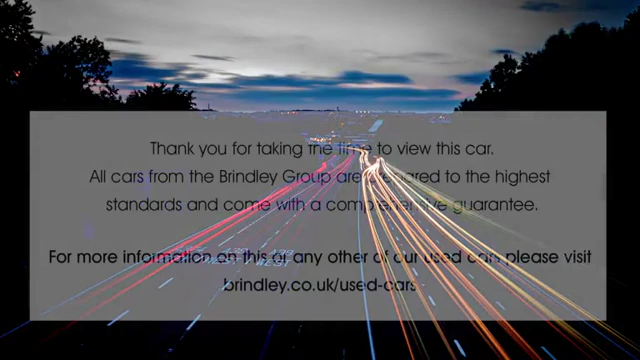 Thank you for taking the time to view this car.
All cars from the Brindley Group are prepared to the highest
standards and come with a comprehensive guarantee.
For more information on this or any other of our used cars please visit
brindley.co.uk/used-cars